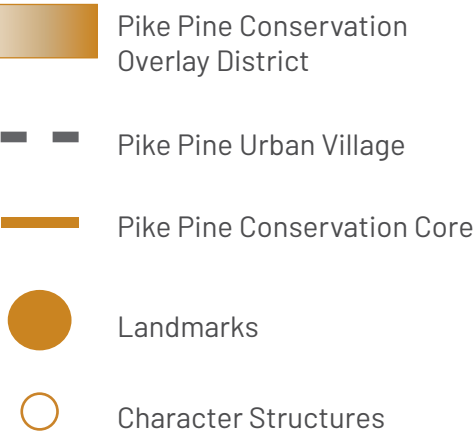 Pike Pine Conservation
Overlay District
Pike Pine Urban Village
Pike Pine Conservation Core
Landmarks
Character Structures